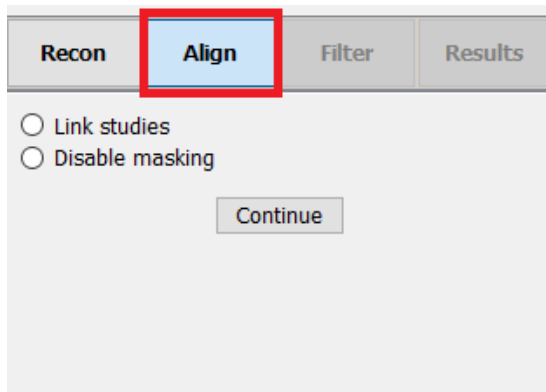 Recon Align Filter Results
Link studies
Disable masking
Continue